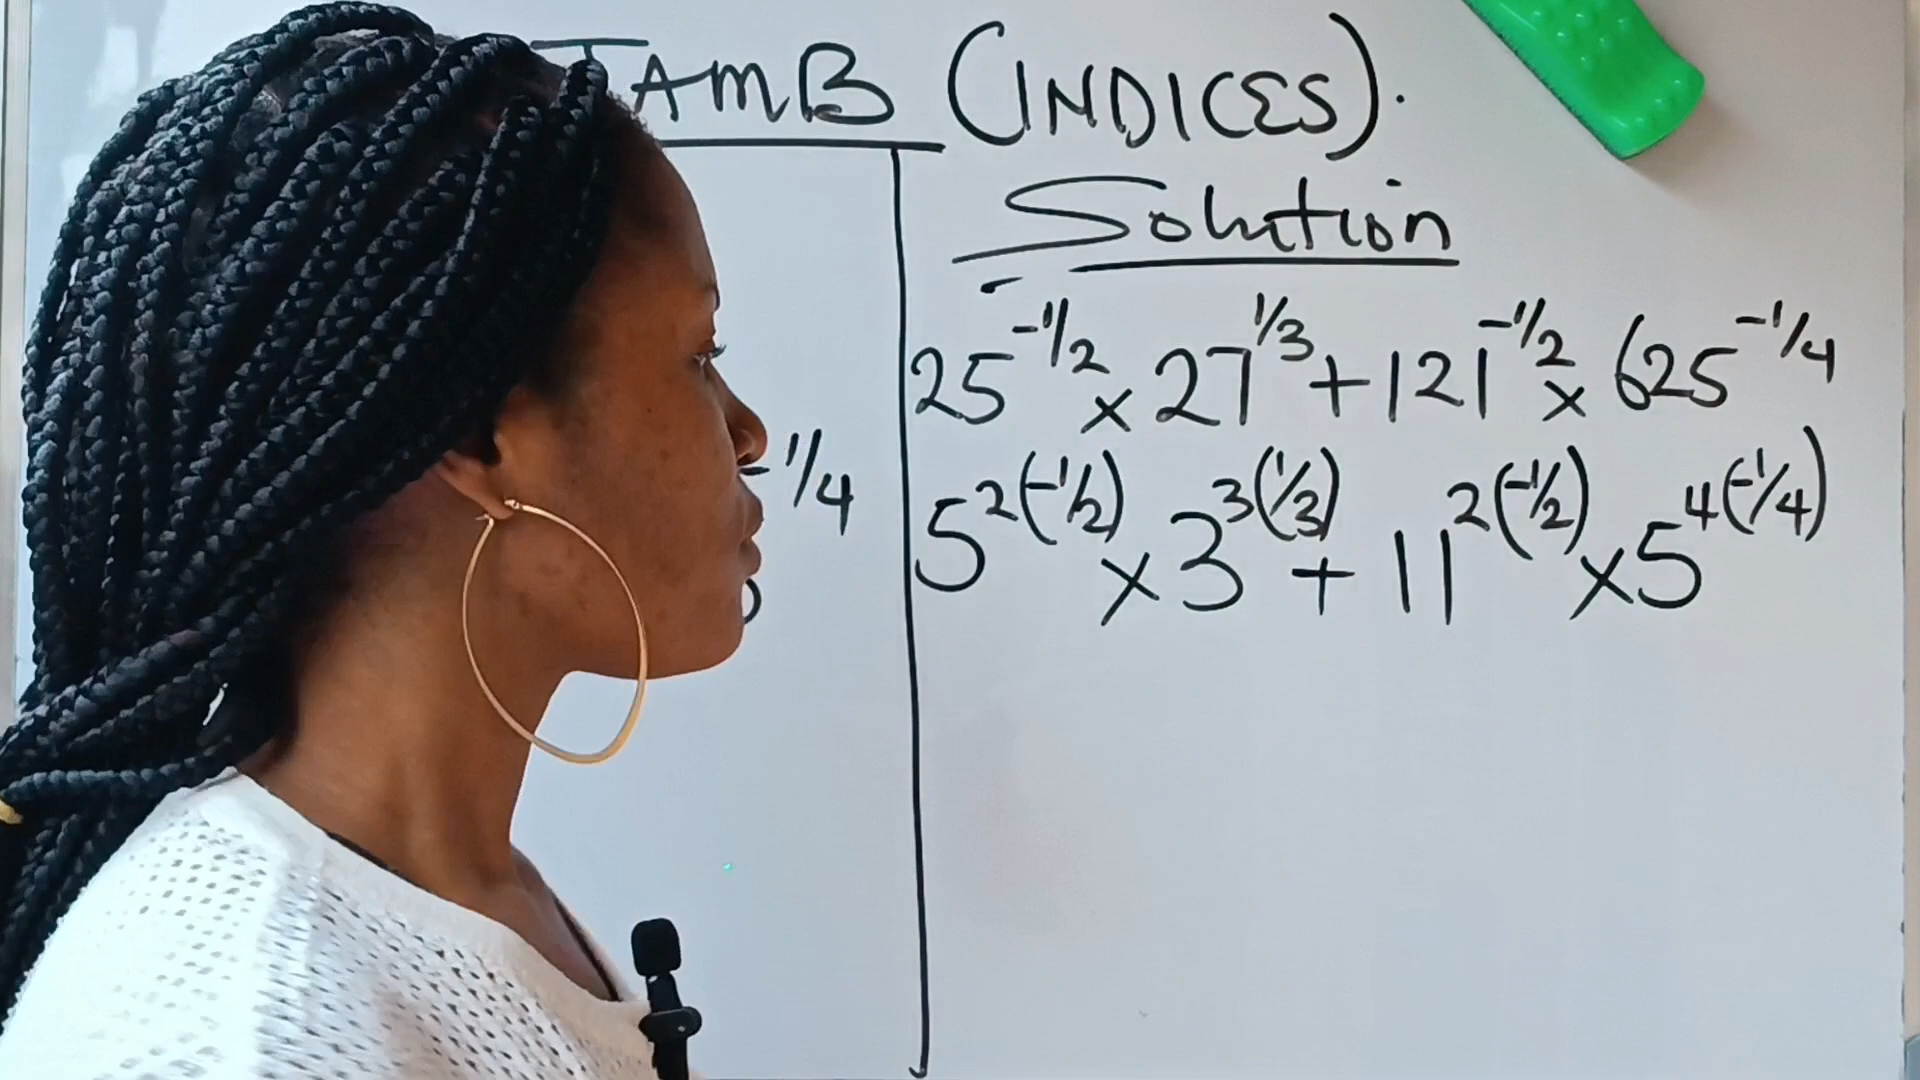 JAMB (INDICES).
Solution
25^-1/2 x 27^1/3 + 121^-1/2 x 625^-1/4
-1/4
5^2(-1/2) x 3^3(1/3) + 11^2(-1/2) x 5^4(-1/4)